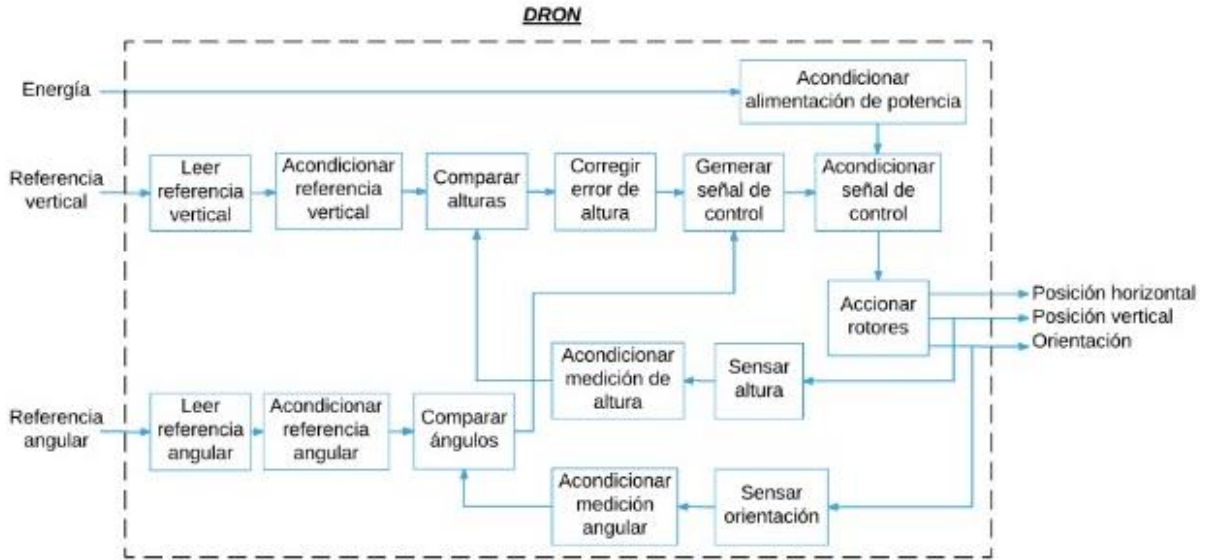 DRON
Energía
Acondicionar
alimentación de potencia
Referencia
vertical
Leer
referencia
vertical
Acondicionar
referencia
vertical
Comparar
alturas
Corregir
error de
altura
Gemerar
señal de
control
Acondicionar
señal de
control
Accionar
rotores
Posición horizontal
Posición vertical
Orientación
Acondicionar
medición de
altura
Sensar
altura
Referencia
angular
Leer
referencia
angular
Acondicionar
referencia
angular
Comparar
ángulos
Acondicionar
medición
angular
Sensar
orientación